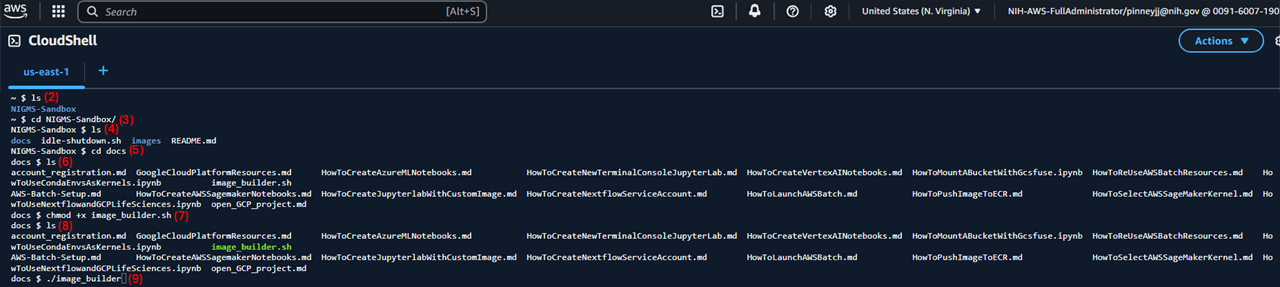 aws Search [Alt+S] United States (N. Virginia) ▼ NIH-AWS-FullAdministrator/pinneyjj@nih.gov @ 0091-6007-190
CloudShell Actions ▼
us-east-1 +
~ $ ls (2)
NIGMS-Sandbox
~ $ cd NIGMS-Sandbox/ (3)
NIGMS-Sandbox $ ls (4)
docs idle-shutdown.sh images README.md
NIGMS-Sandbox $ cd docs (5)
docs $ ls (6)
account_registration.md GoogleCloudPlatformResources.md HowToCreateAzureMLNotebooks.md HowToCreateNewTerminalConsoleJupyterLab.md HowToCreateVertexAINotebooks.md HowToMountABucketWithGcsfuse.ipynb HowToReUseAWSBatchResources.md Ho
wToUseCondaEnvsAsKernels.ipynb image_builder.sh
AWS-Batch-Setup.md HowToCreateAWSSagemakerNotebooks.md HowToCreateJupyterlabWithCustomImage.md HowToCreateNextflowServiceAccount.md HowToLaunchAWSBatch.md HowToPushImageToECR.md HowToSelectAWSSageMakerKernel.md Ho
wToUseNextflowandGCPLifeSciences.ipynb open_GCP_project.md
docs $ chmod +x image_builder.sh (7)
docs $ ls (8)
account_registration.md GoogleCloudPlatformResources.md HowToCreateAzureMLNotebooks.md HowToCreateNewTerminalConsoleJupyterLab.md HowToCreateVertexAINotebooks.md HowToMountABucketWithGcsfuse.ipynb HowToReUseAWSBatchResources.md Ho
wToUseCondaEnvsAsKernels.ipynb image_builder.sh
AWS-Batch-Setup.md HowToCreateAWSSagemakerNotebooks.md HowToCreateJupyterlabWithCustomImage.md HowToCreateNextflowServiceAccount.md HowToLaunchAWSBatch.md HowToPushImageToECR.md HowToSelectAWSSageMakerKernel.md Ho
wToUseNextflowandGCPLifeSciences.ipynb open_GCP_project.md
docs $ ./image_builder (9)